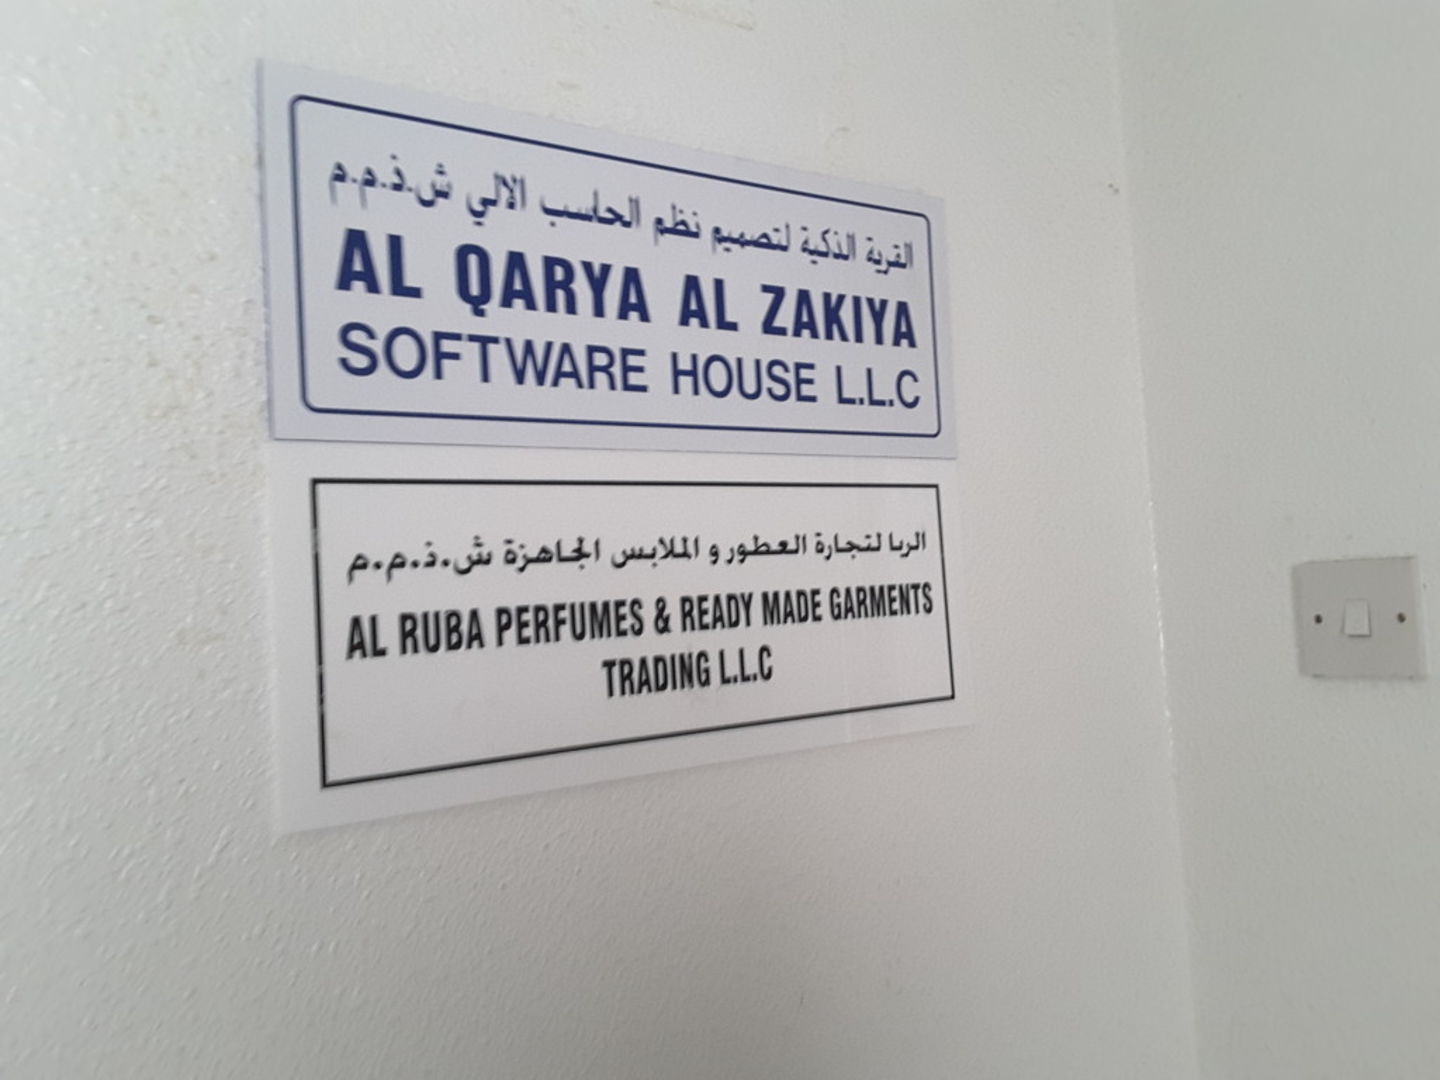 القرية الذكية لتصميم نظم الحاسب الالي ش.ذ.م.م
AL QARYA AL ZAKIYA
SOFTWARE HOUSE L.L.C
الربا لتجارة العطور و الملابس الجاهزة ش.ذ.م.م
AL RUBA PERFUMES & READY MADE GARMENTS
TRADING L.L.C